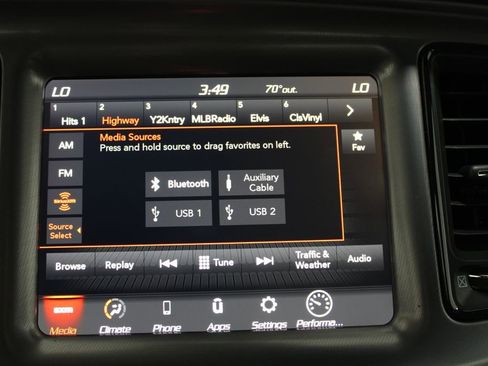 LO 3:49 70°out. LO
1 2 3 4 5 6
Hits 1 Highway Y2Kntry MLBRadio Elvis ClsVinyl
Media Sources
Press and hold source to drag favorites on left.
AM
FM
SiriusXM
Source
Select
Fav
Bluetooth
Auxiliary
Cable
USB 1 USB 2
Browse Replay Tune Traffic &
Weather Audio
Media Climate Phone Apps Settings Performa...